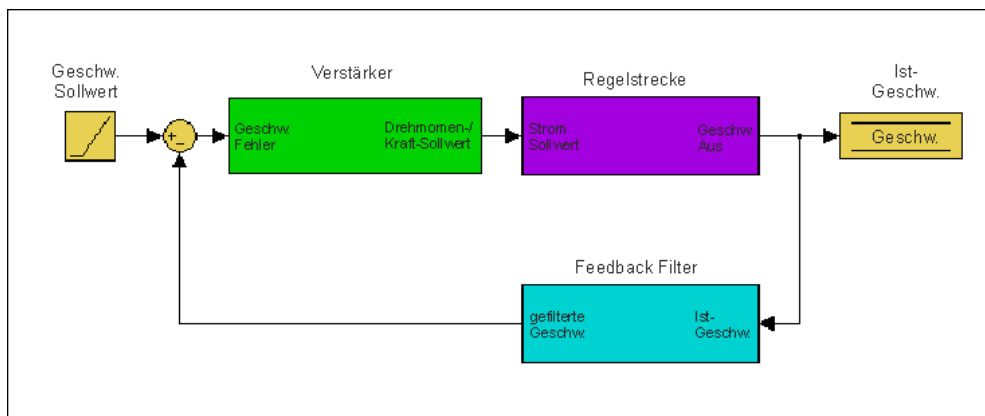 Geschw.
Sollwert
Verstärker
Regelstrecke
Ist-
Geschw.
+
−
Geschw.
Fehler
Drehmomen-/
Kraft-Sollwert
Strom
Sollwert
Geschw.
Aus
Geschw.
Feedback Filter
gefilterte
Geschw.
Ist-
Geschw.